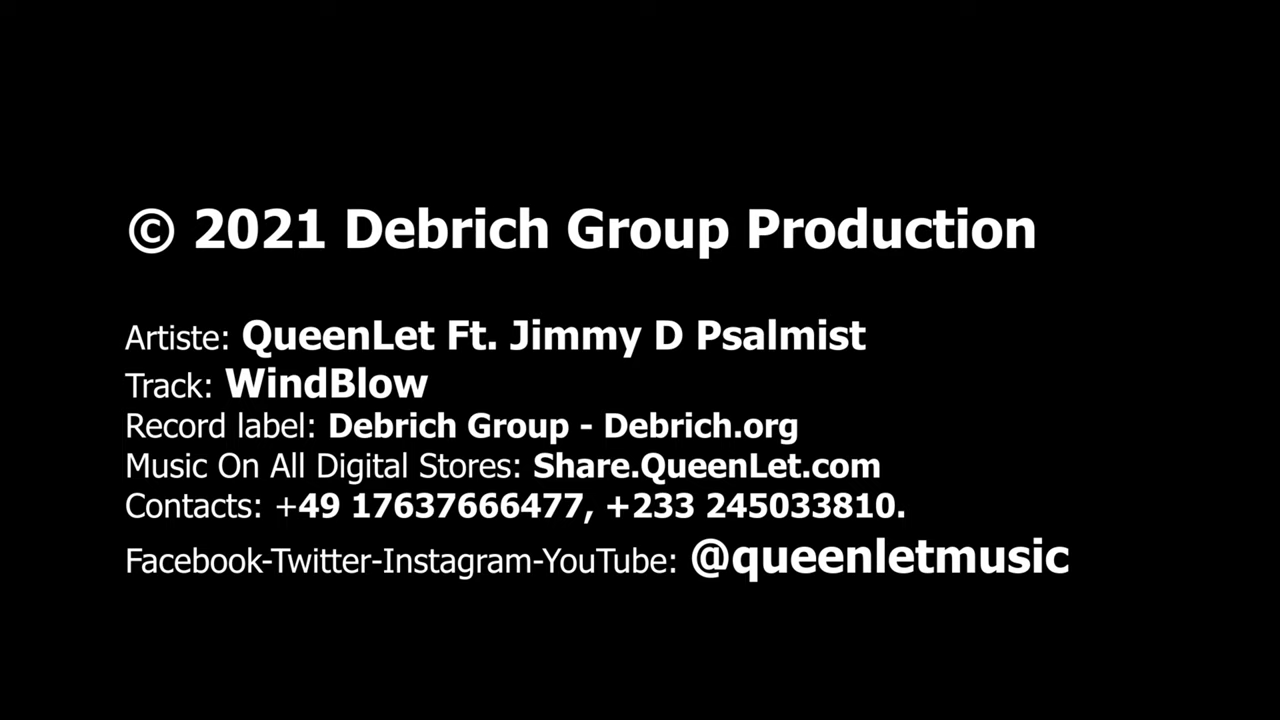 © 2021 Debrich Group Production
Artiste: QueenLet Ft. Jimmy D Psalmist
Track: WindBlow
Record label: Debrich Group - Debrich.org
Music On All Digital Stores: Share.QueenLet.com
Contacts: +49 17637666477, +233 245033810.
Facebook-Twitter-Instagram-YouTube: @queenletmusic